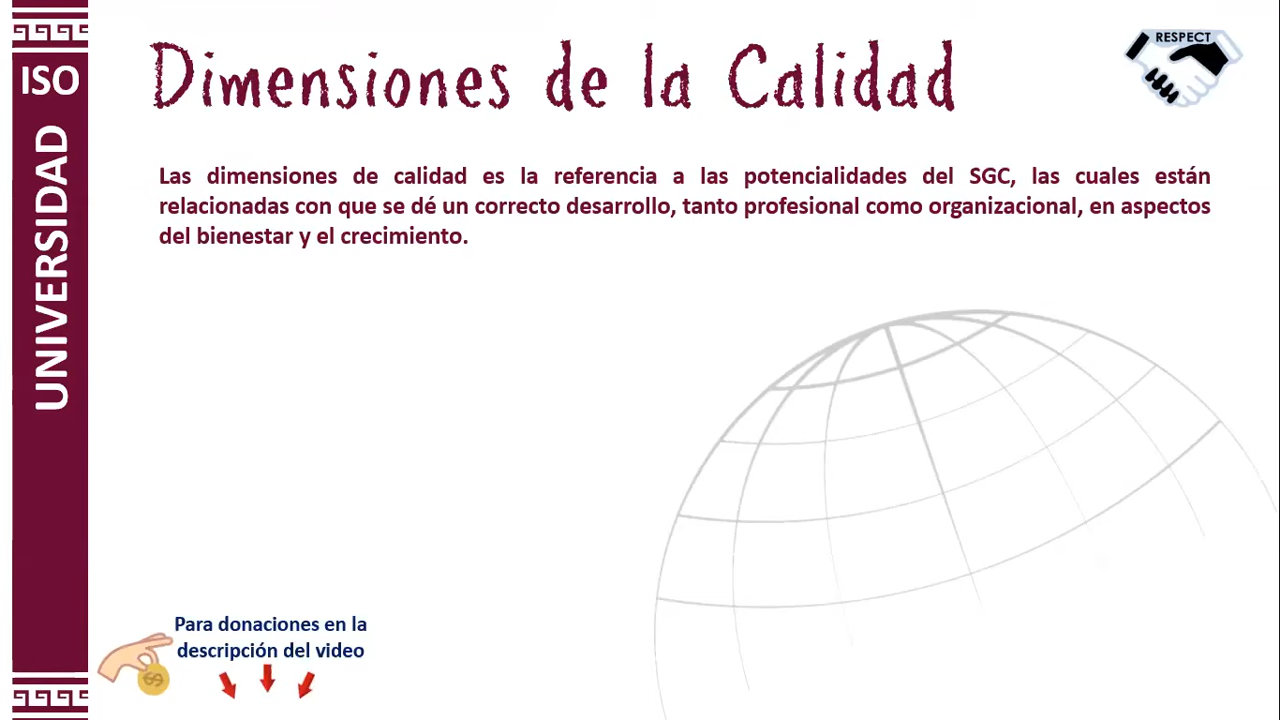 ISO
UNIVERSIDAD
Dimensiones de la Calidad
RESPECT
Las dimensiones de calidad es la referencia a las potencialidades del SGC, las cuales están
relacionadas con que se dé un correcto desarrollo, tanto profesional como organizacional, en aspectos
del bienestar y el crecimiento.
Para donaciones en la
descripción del video
$